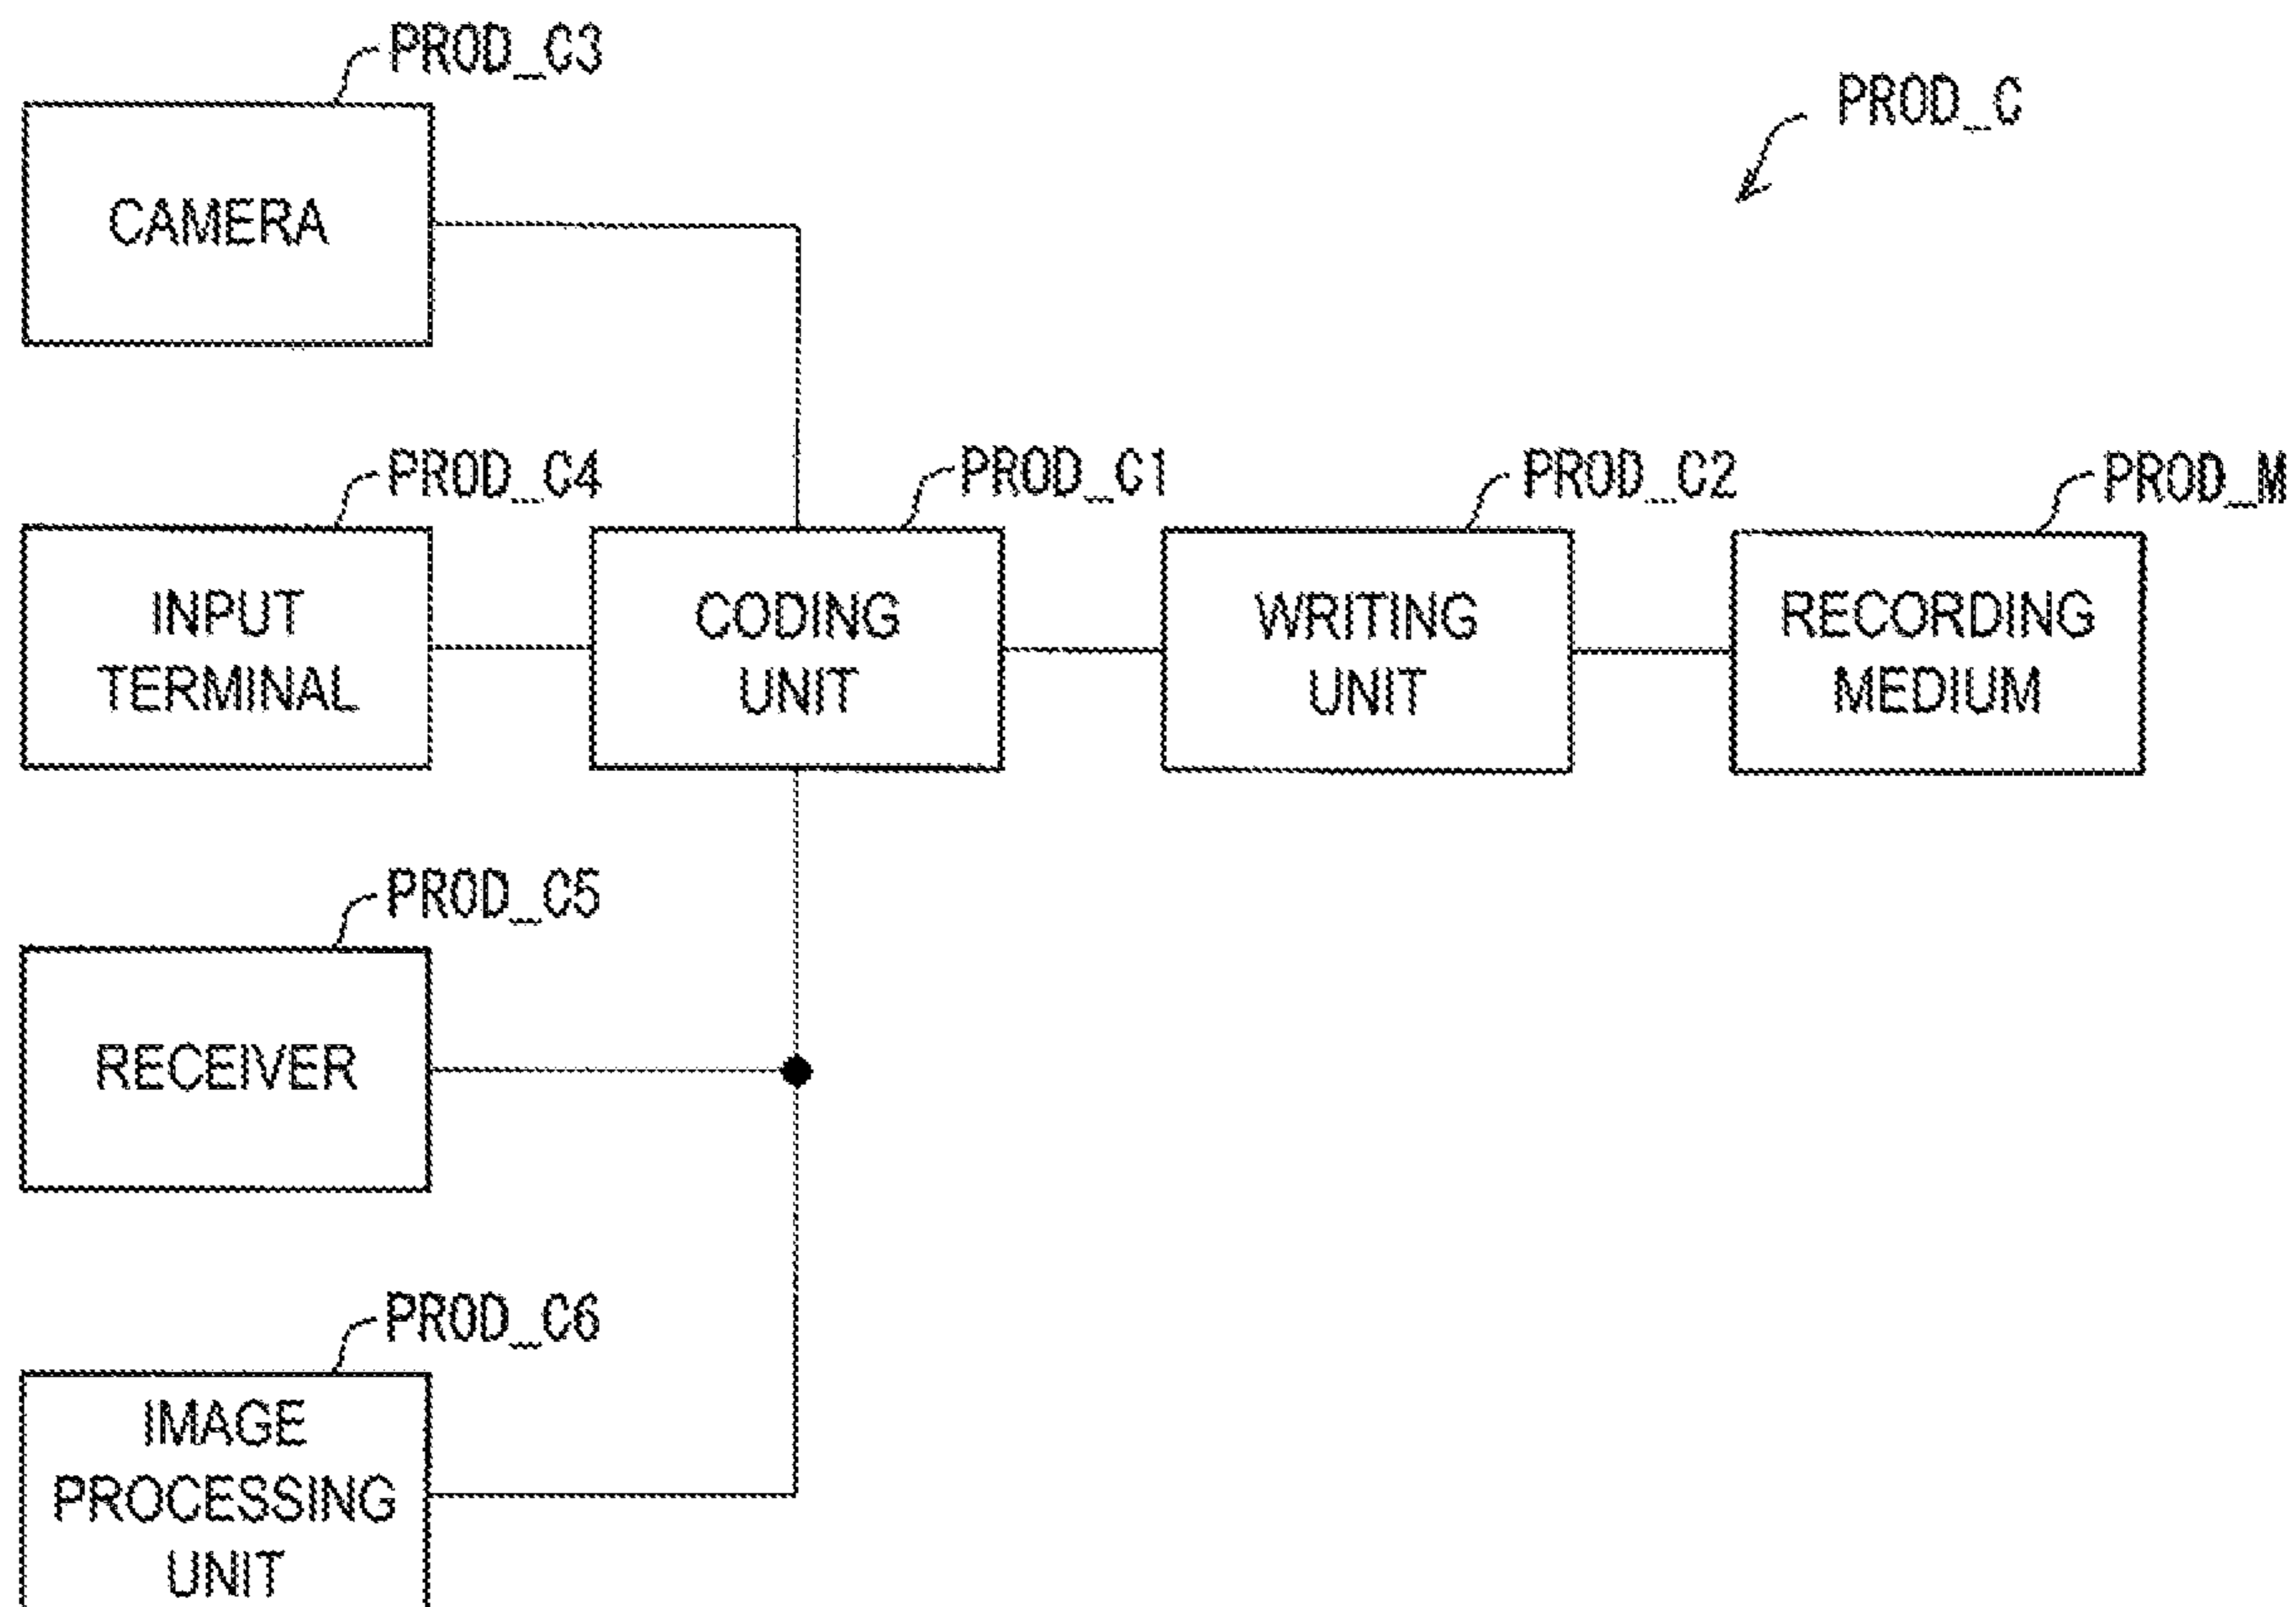 PROD_C3
PROD_C
CAMERA
PROD_C4
PROD_C1
PROD_C2
PROD_M
INPUT
TERMINAL
CODING
UNIT
WRITING
UNIT
RECORDING
MEDIUM
PROD_C5
RECEIVER
PROD_C6
IMAGE
PROCESSING
UNIT